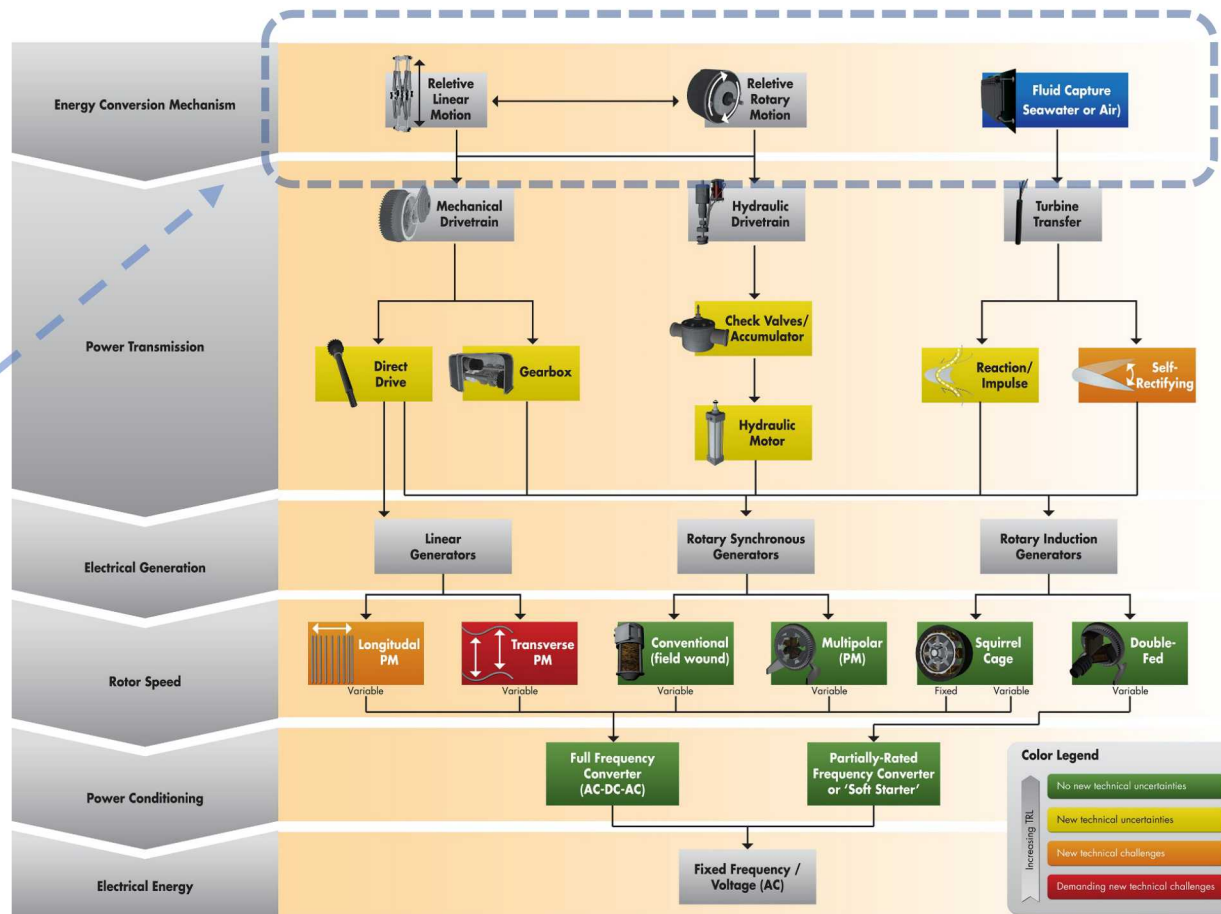 Energy Conversion Mechanism
Reletive
Linear
Motion
Reletive
Rotary
Motion
Fluid Capture
Seawater or Air)
Power Transmission
Mechanical
Drivetrain
Hydraulic
Drivetrain
Turbine
Transfer
Direct
Drive
Gearbox
Check Valves/
Accumulator
Reaction/
Impulse
Self-
Rectifying
Hydraulic
Motor
Electrical Generation
Linear
Generators
Rotary Synchronous
Generators
Rotary Induction
Generators
Rotor Speed
Longitudal
PM
Variable
Transverse
PM
Variable
Conventional
(field wound)
Variable
Multipolar
(PM)
Variable
Squirrel
Cage
Fixed Variable
Double-
Fed
Variable
Power Conditioning
Full Frequency
Converter
(AC-DC-AC)
Partially-Rated
Frequency Converter
or 'Soft Starter'
Electrical Energy
Fixed Frequency /
Voltage (AC)
Color Legend
Increasing TRL
No new technical uncertainties
New technical uncertainties
New technical challenges
Demanding new technical challenges